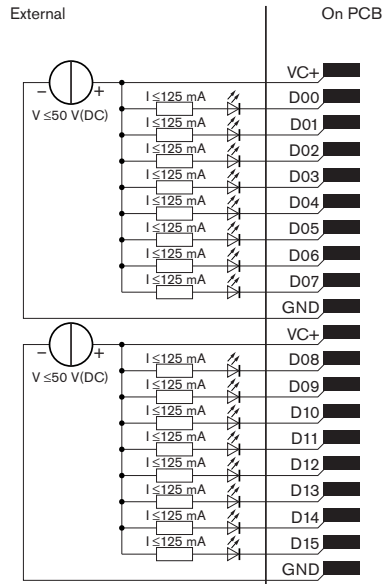 External On PCB
VC+
– +
V ≤50 V(DC)
I ≤125 mA D00
I ≤125 mA D01
I ≤125 mA D02
I ≤125 mA D03
I ≤125 mA D04
I ≤125 mA D05
I ≤125 mA D06
I ≤125 mA D07
GND
VC+
– +
V ≤50 V(DC)
I ≤125 mA D08
I ≤125 mA D09
I ≤125 mA D10
I ≤125 mA D11
I ≤125 mA D12
I ≤125 mA D13
I ≤125 mA D14
I ≤125 mA D15
GND